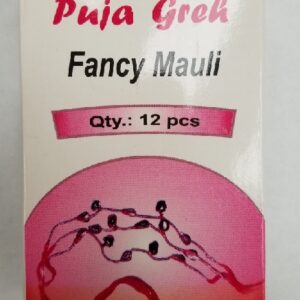 Puja Greh
Fancy Mauli
Qty.: 12 pcs